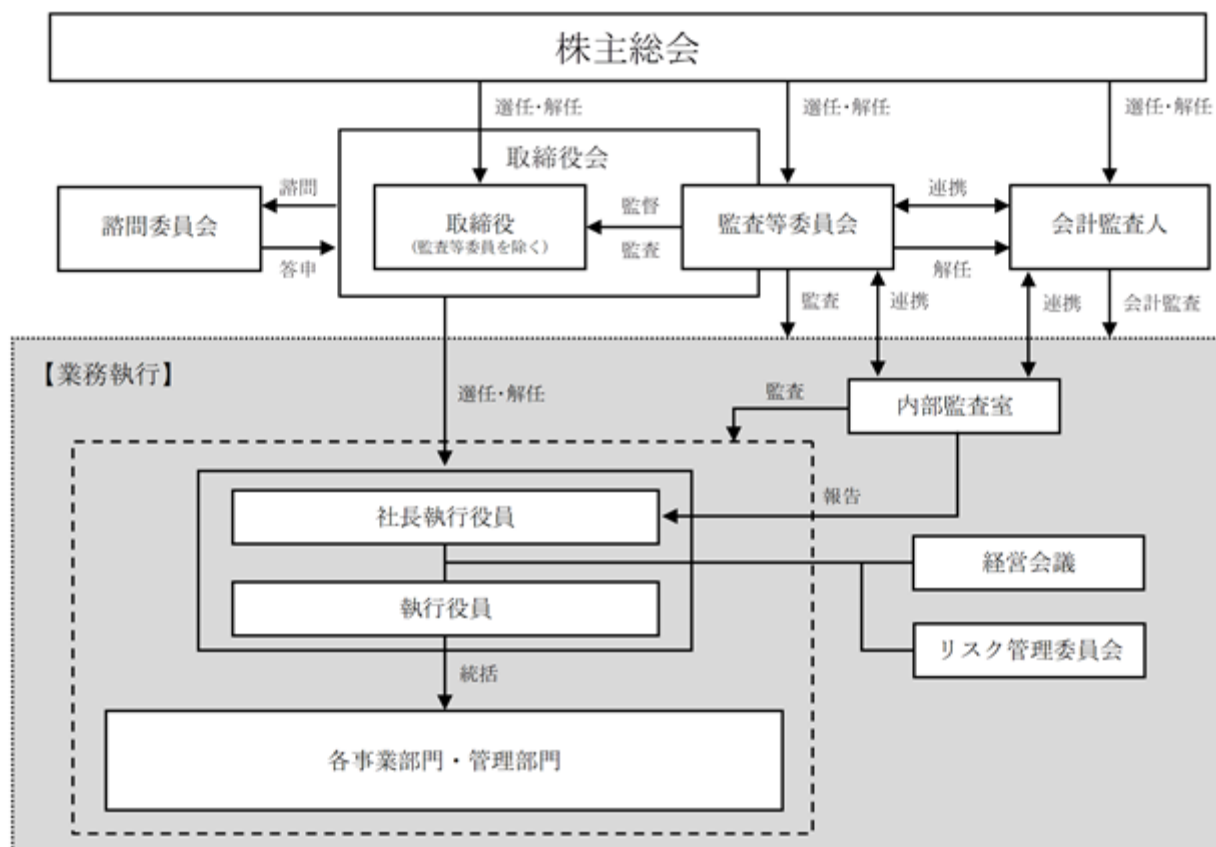 株主総会
選任・解任
選任・解任
選任・解任
取締役会
諮問委員会
諮問
答申
取締役
(監査等委員を除く)
監督
監査
監査等委員会
連携
解任
会計監査人
監査
連携
連携
会計監査
【業務執行】
選任・解任
監査
内部監査室
社長執行役員
報告
経営会議
執行役員
リスク管理委員会
統括
各事業部門・管理部門